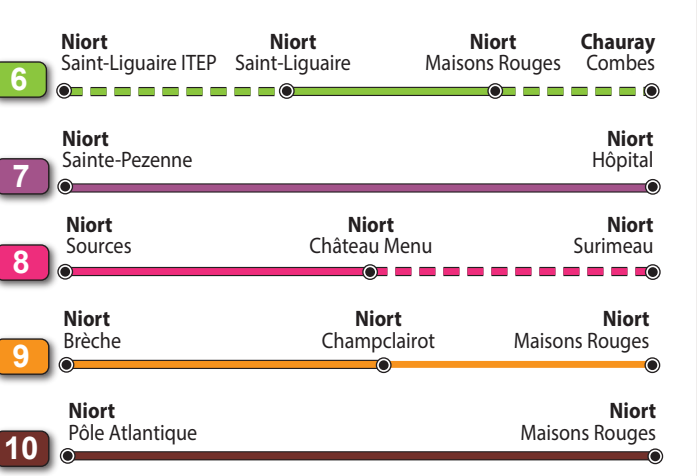 Niort Niort Niort Chauray
Saint-Liguaire ITEP Saint-Liguaire Maisons Rouges Combes
6
Niort Niort
Sainte-Pezenne Hôpital
7
Niort Niort Niort
Sources Château Menu Surimeau
8
Niort Niort Niort
Brèche Champclairot Maisons Rouges
9
Niort Niort
Pôle Atlantique Maisons Rouges
10